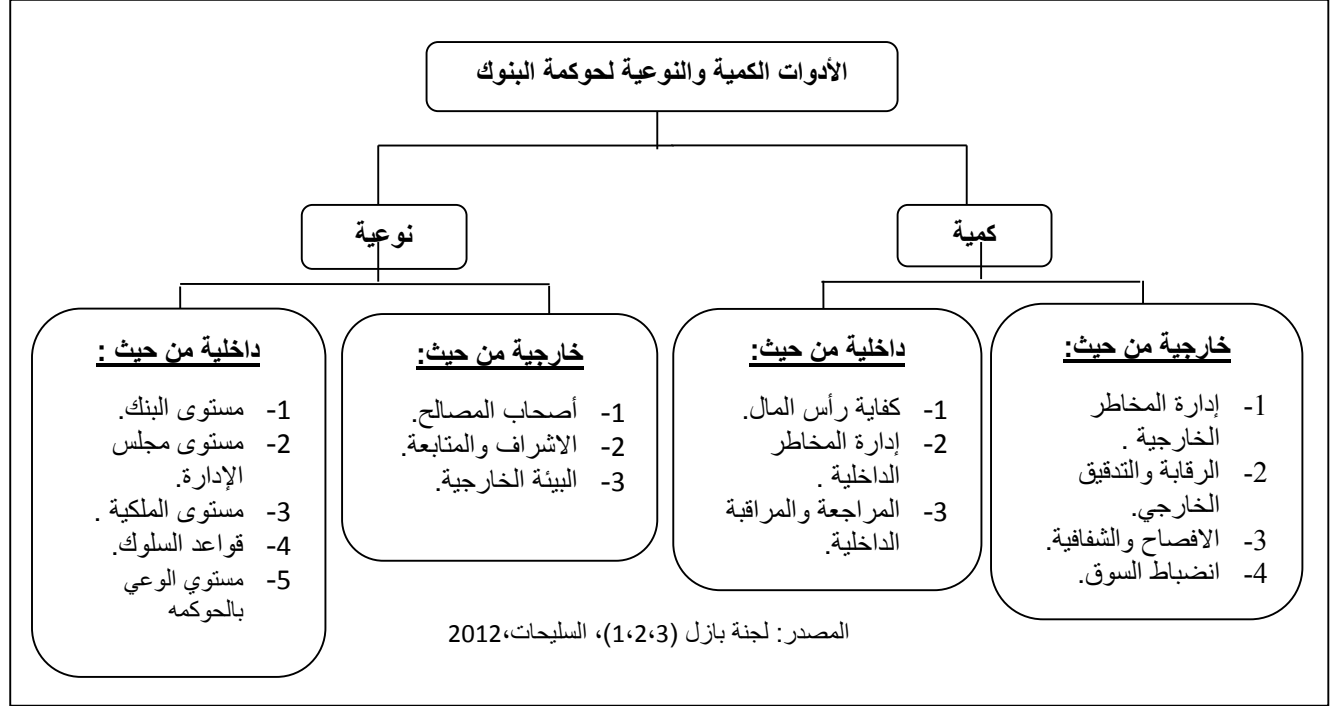 الأدوات الكمية والنوعية لحوكمة البنوك
كمية
نوعية
خارجية من حيث:
1- إدارة المخاطر
الخارجية .
2- الرقابة والتدقيق
الخارجي.
3- الافصاح والشفافية.
4- انضباط السوق.
داخلية من حيث:
1- كفاية رأس المال.
2- إدارة المخاطر
الداخلية .
3- المراجعة والمراقبة
الداخلية.
خارجية من حيث:
1- أصحاب المصالح.
2- الاشراف والمتابعة.
3- البيئة الخارجية.
داخلية من حيث :
1- مستوى البنك.
2- مستوى مجلس
الإدارة.
3- مستوى الملكية .
4- قواعد السلوك.
5- مستوي الوعي
بالحوكمه
المصدر: لجنة بازل (1،2،3)، السليحات،2012